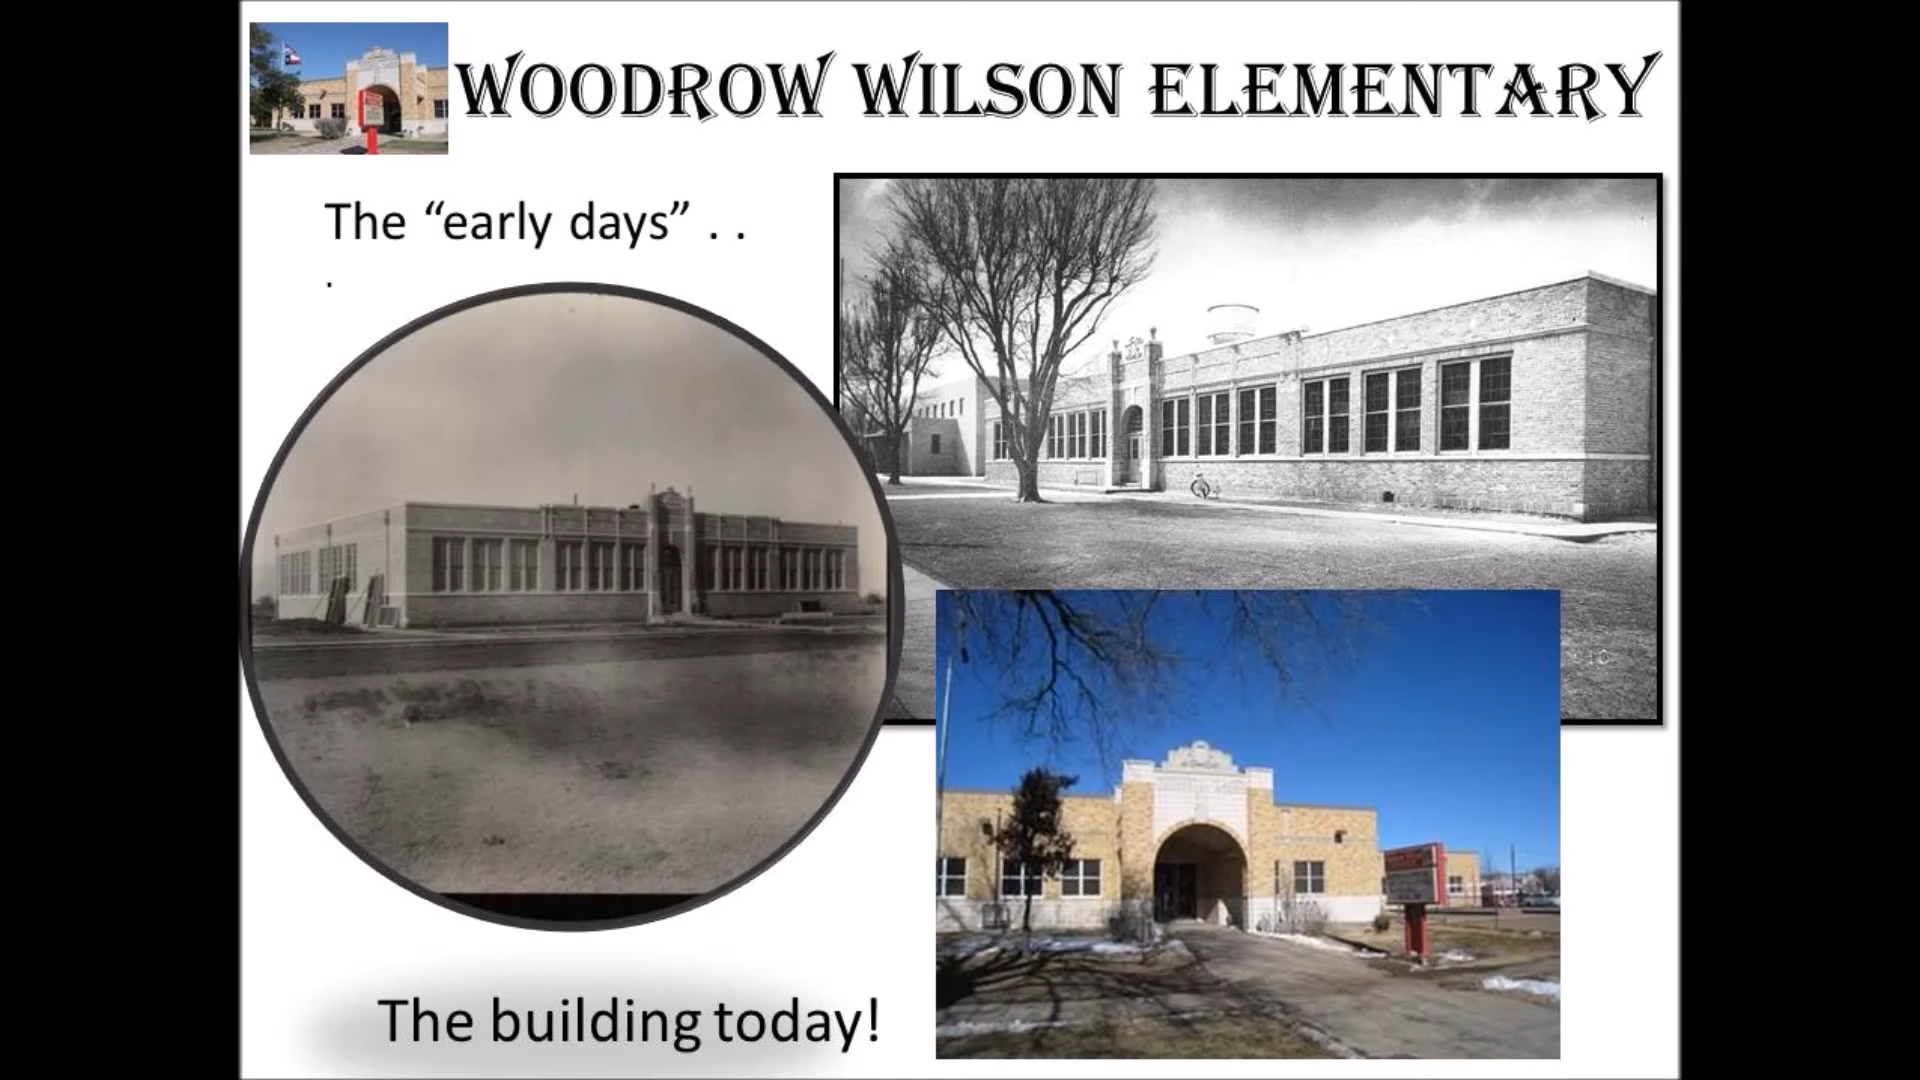 WOODROW WILSON ELEMENTARY
The “early days” . .
.
The building today!